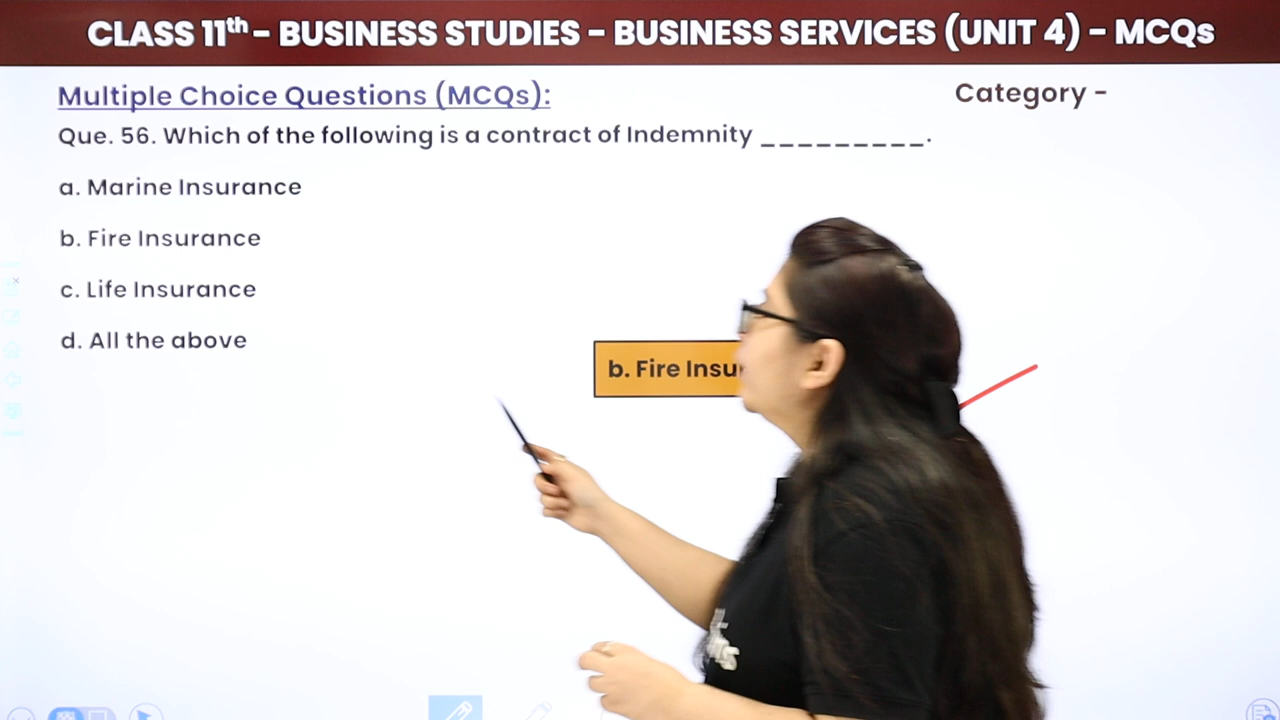 CLASS 11th - BUSINESS STUDIES - BUSINESS SERVICES (UNIT 4) - MCQs
Multiple Choice Questions (MCQs):
Category -
Que. 56. Which of the following is a contract of Indemnity _________.
a. Marine Insurance
b. Fire Insurance
c. Life Insurance
d. All the above
b. Fire